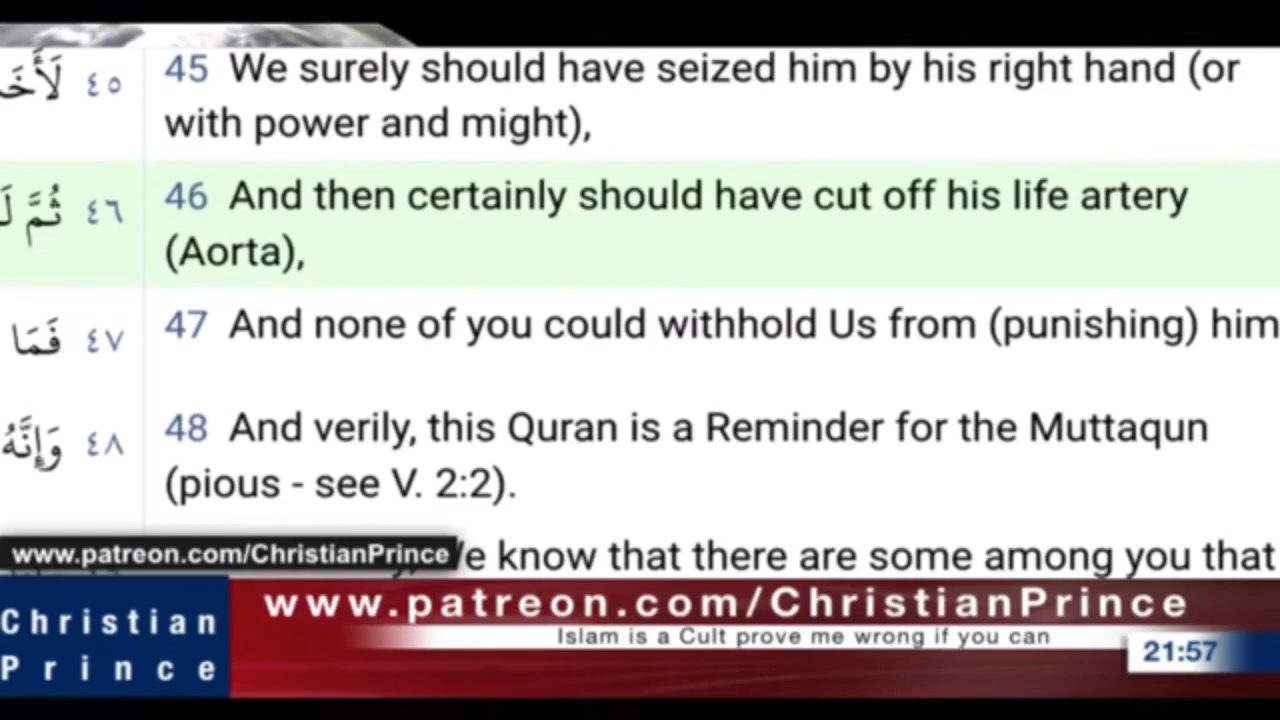 لَأَخَ ٤٥ 45 We surely should have seized him by his right hand (or
with power and might),
ثُمَّ لَ ٤٦ 46 And then certainly should have cut off his life artery
(Aorta),
فَمَا ٤٧ 47 And none of you could withhold Us from (punishing) him
وَإِنَّهُ ٤٨ 48 And verily, this Quran is a Reminder for the Muttaqun
(pious - see V. 2:2).
www.patreon.com/ChristianPrince
We know that there are some among you that
www.patreon.com/ChristianPrince
Islam is a Cult prove me wrong if you can
Christian
Prince
21:57